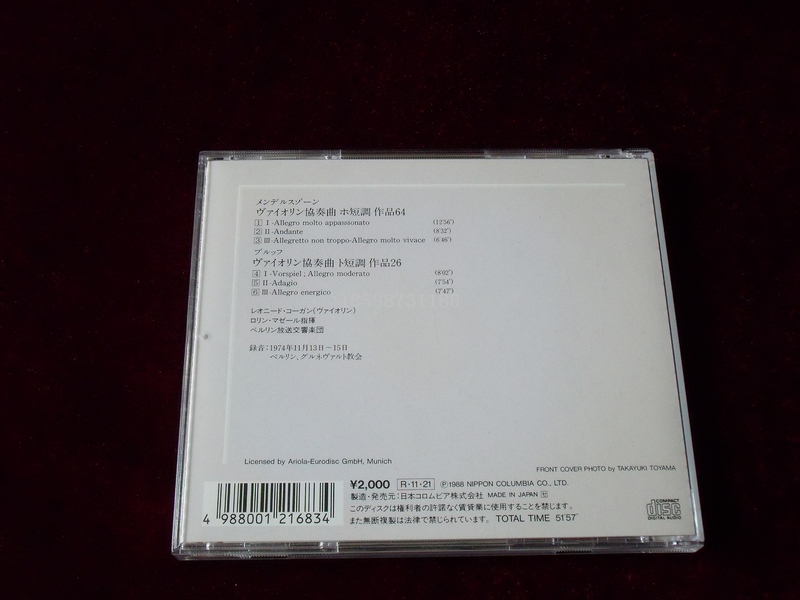 メンデルスゾーン
ヴァイオリン協奏曲 ホ短調 作品64
1 I-Allegro molto appassionato (12'56")
2 II-Andante (8'32")
3 III-Allegretto non troppo-Allegro molto vivace (6'46")
ブルッフ
ヴァイオリン協奏曲 ト短調 作品26
4 I-Vorspiel; Allegro moderato (8'02")
5 II-Adagio (7'54")
6 III-Allegro energico (7'47")
レオニード・コーガン(ヴァイオリン)
ロリン・マゼール指揮
ベルリン放送交響楽団
録音:1974年11月13日-15日
ベルリン、グルネヴァルト教会
Licensed by Ariola-Eurodisc GmbH, Munich
FRONT COVER PHOTO by TAKAYUKI TOYAMA
¥2,000 R・11・21 Ⓟ1988 NIPPON COLUMBIA CO., LTD.
製造・発売元:日本コロムビア株式会社 MADE IN JAPAN
このディスクは権利者の許諾なく賃貸業に使用することを禁じます。
また無断複製は法律で禁じられています。 TOTAL TIME 51'57"
4 988001 216834
COMPACT
disc
DIGITAL AUDIO